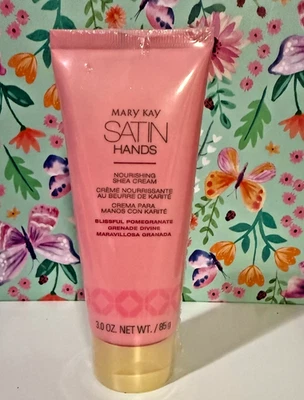 MARY KAY
SATIN
HANDS
NOURISHING
SHEA CREAM
CRÈME NOURRISSANTE
AU BEURRE DE KARITÉ
CREMA PARA
MANOS CON KARITÉ
BLISSFUL POMEGRANATE
GRENADE DIVINE
MARAVILLOSA GRANADA
3.0 OZ. NET WT. / 85 g